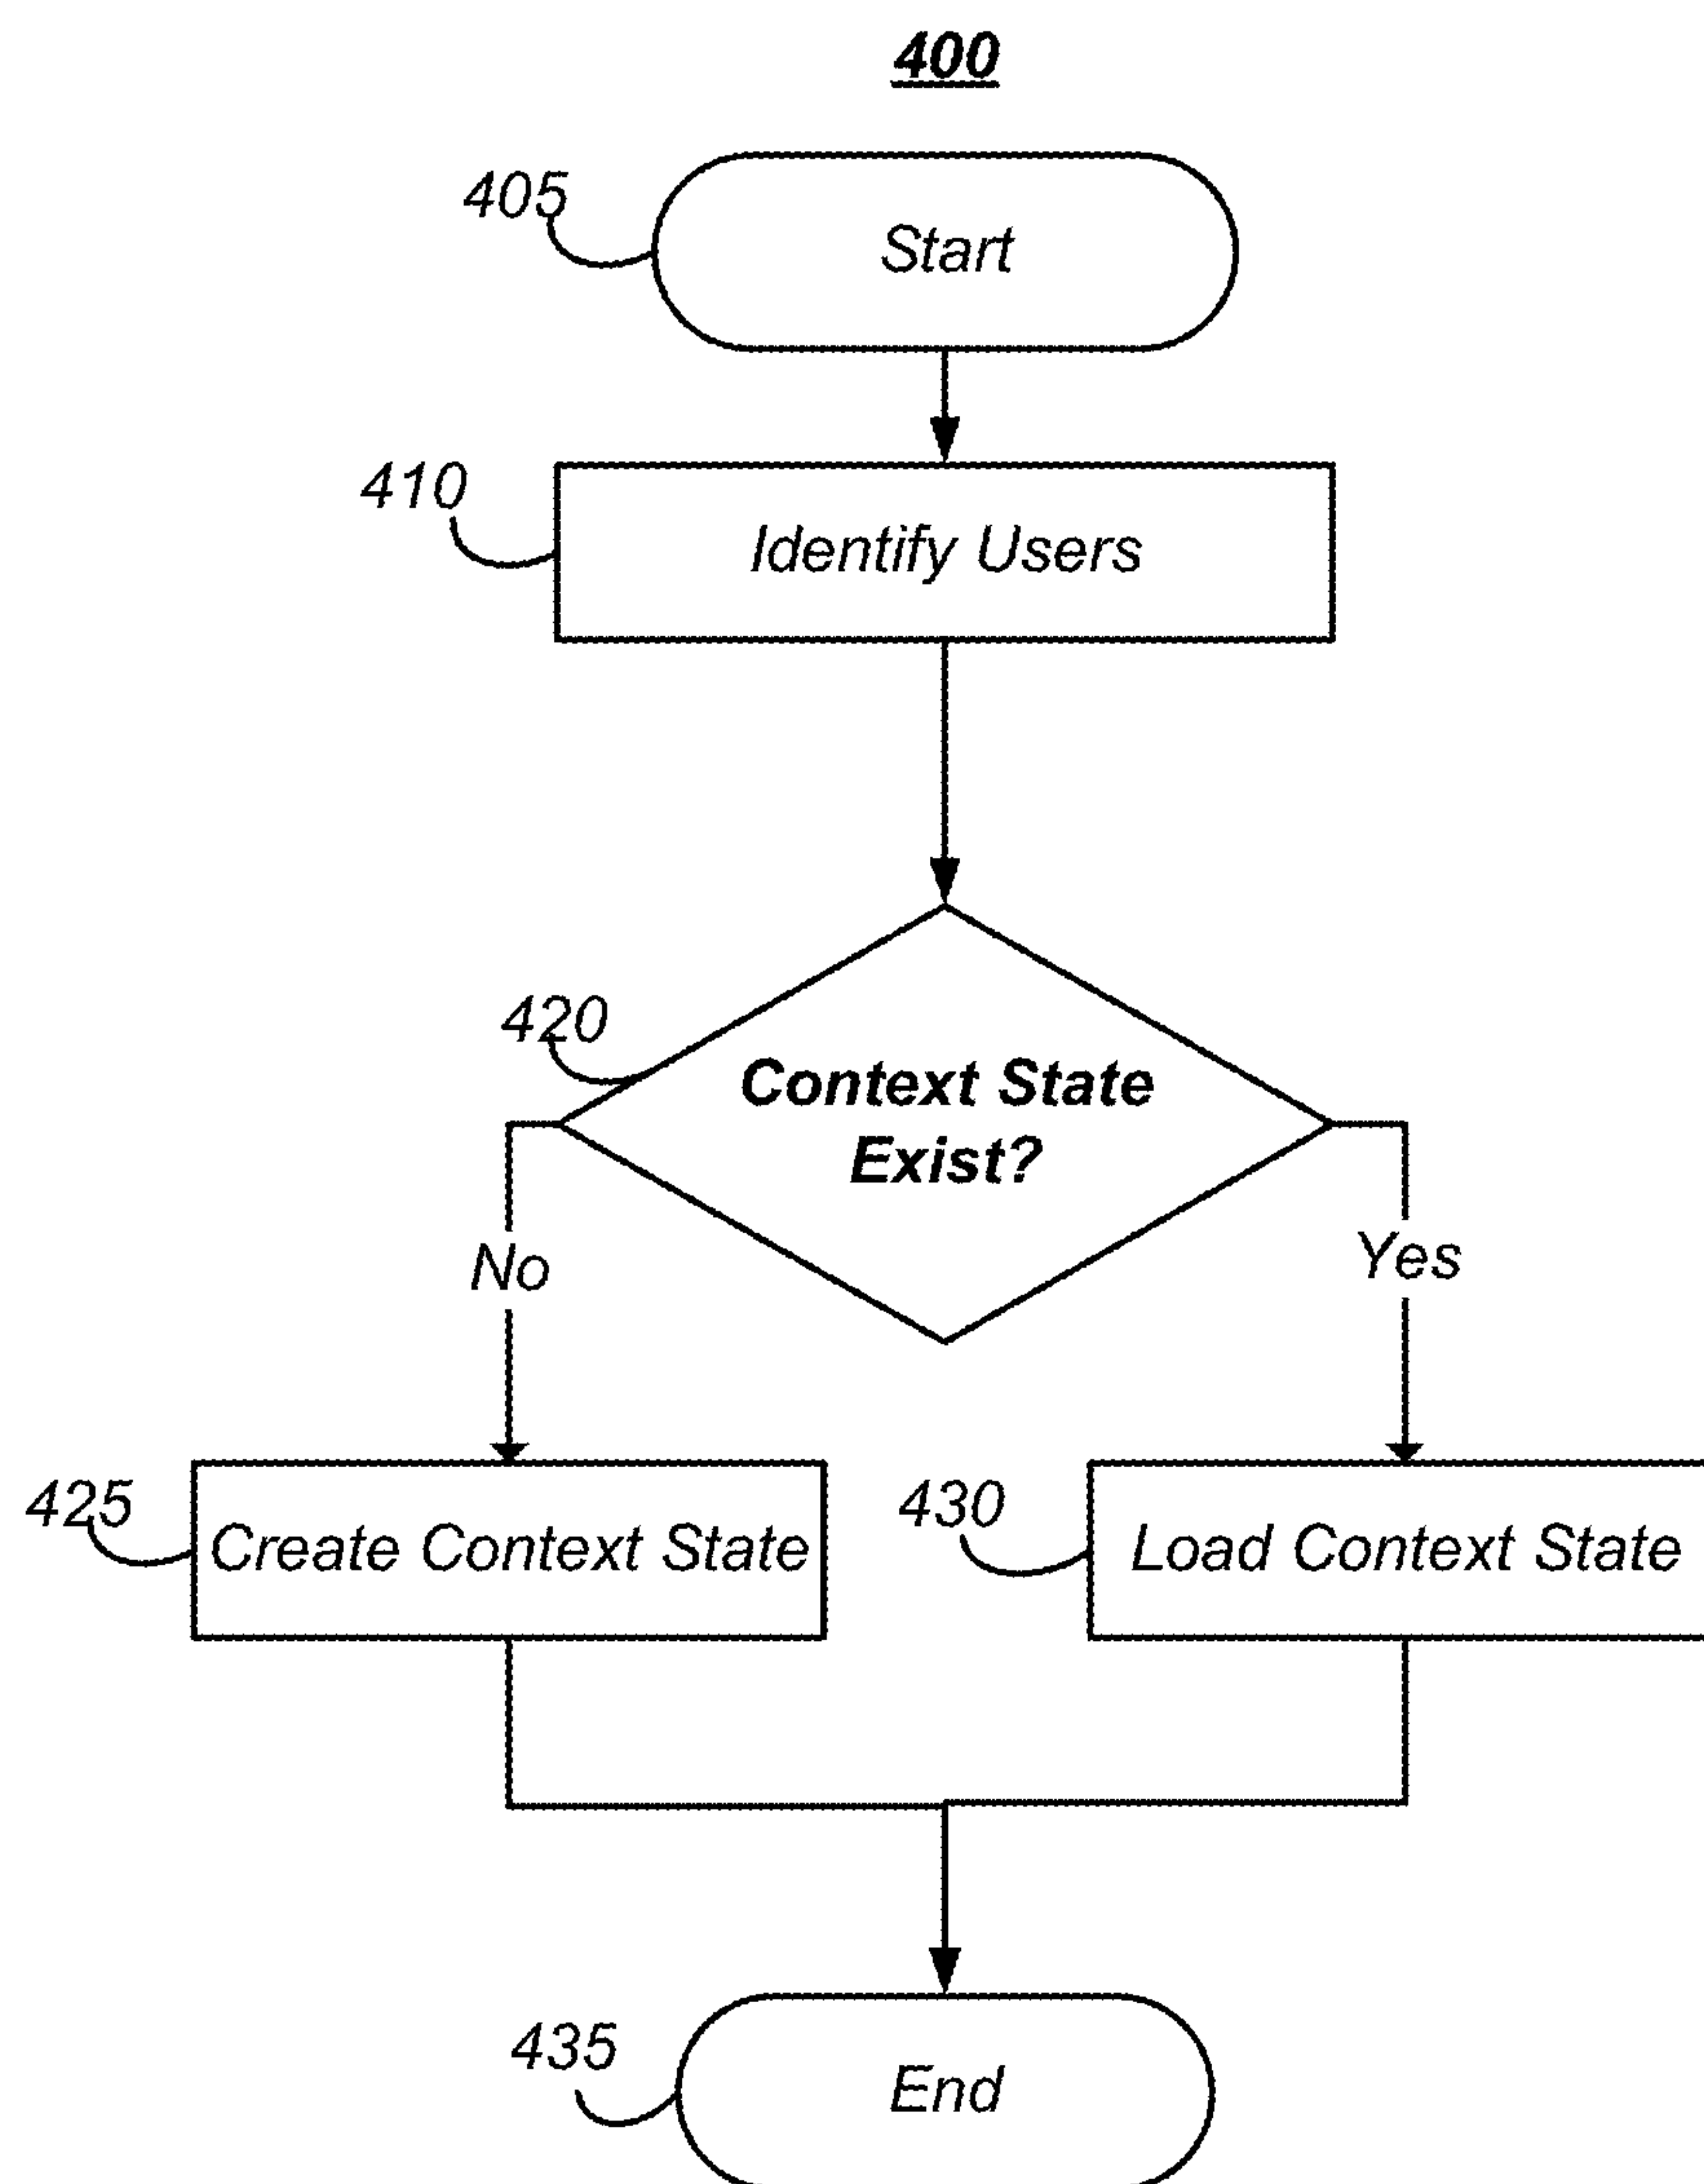 400
405
Start
410
Identify Users
420
Context State
Exist?
No
Yes
425
Create Context State
430
Load Context State
435
End